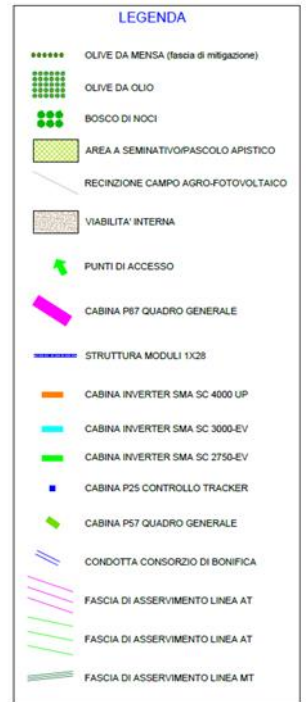 LEGENDA
OLIVE DA MENSA (fascia di mitigazione)
OLIVE DA OLIO
BOSCO DI NOCI
AREA A SEMINATIVO/PASCOLO APISTICO
RECINZIONE CAMPO AGRO-FOTOVOLTAICO
VIABILITA' INTERNA
PUNTI DI ACCESSO
CABINA P87 QUADRO GENERALE
STRUTTURA MODULI 1X28
CABINA INVERTER SMA SC 4000 UP
CABINA INVERTER SMA SC 3000-EV
CABINA INVERTER SMA SC 2750-EV
CABINA P25 CONTROLLO TRACKER
CABINA P57 QUADRO GENERALE
CONDOTTA CONSORZIO DI BONIFICA
FASCIA DI ASSERVIMENTO LINEA AT
FASCIA DI ASSERVIMENTO LINEA AT
FASCIA DI ASSERVIMENTO LINEA MT